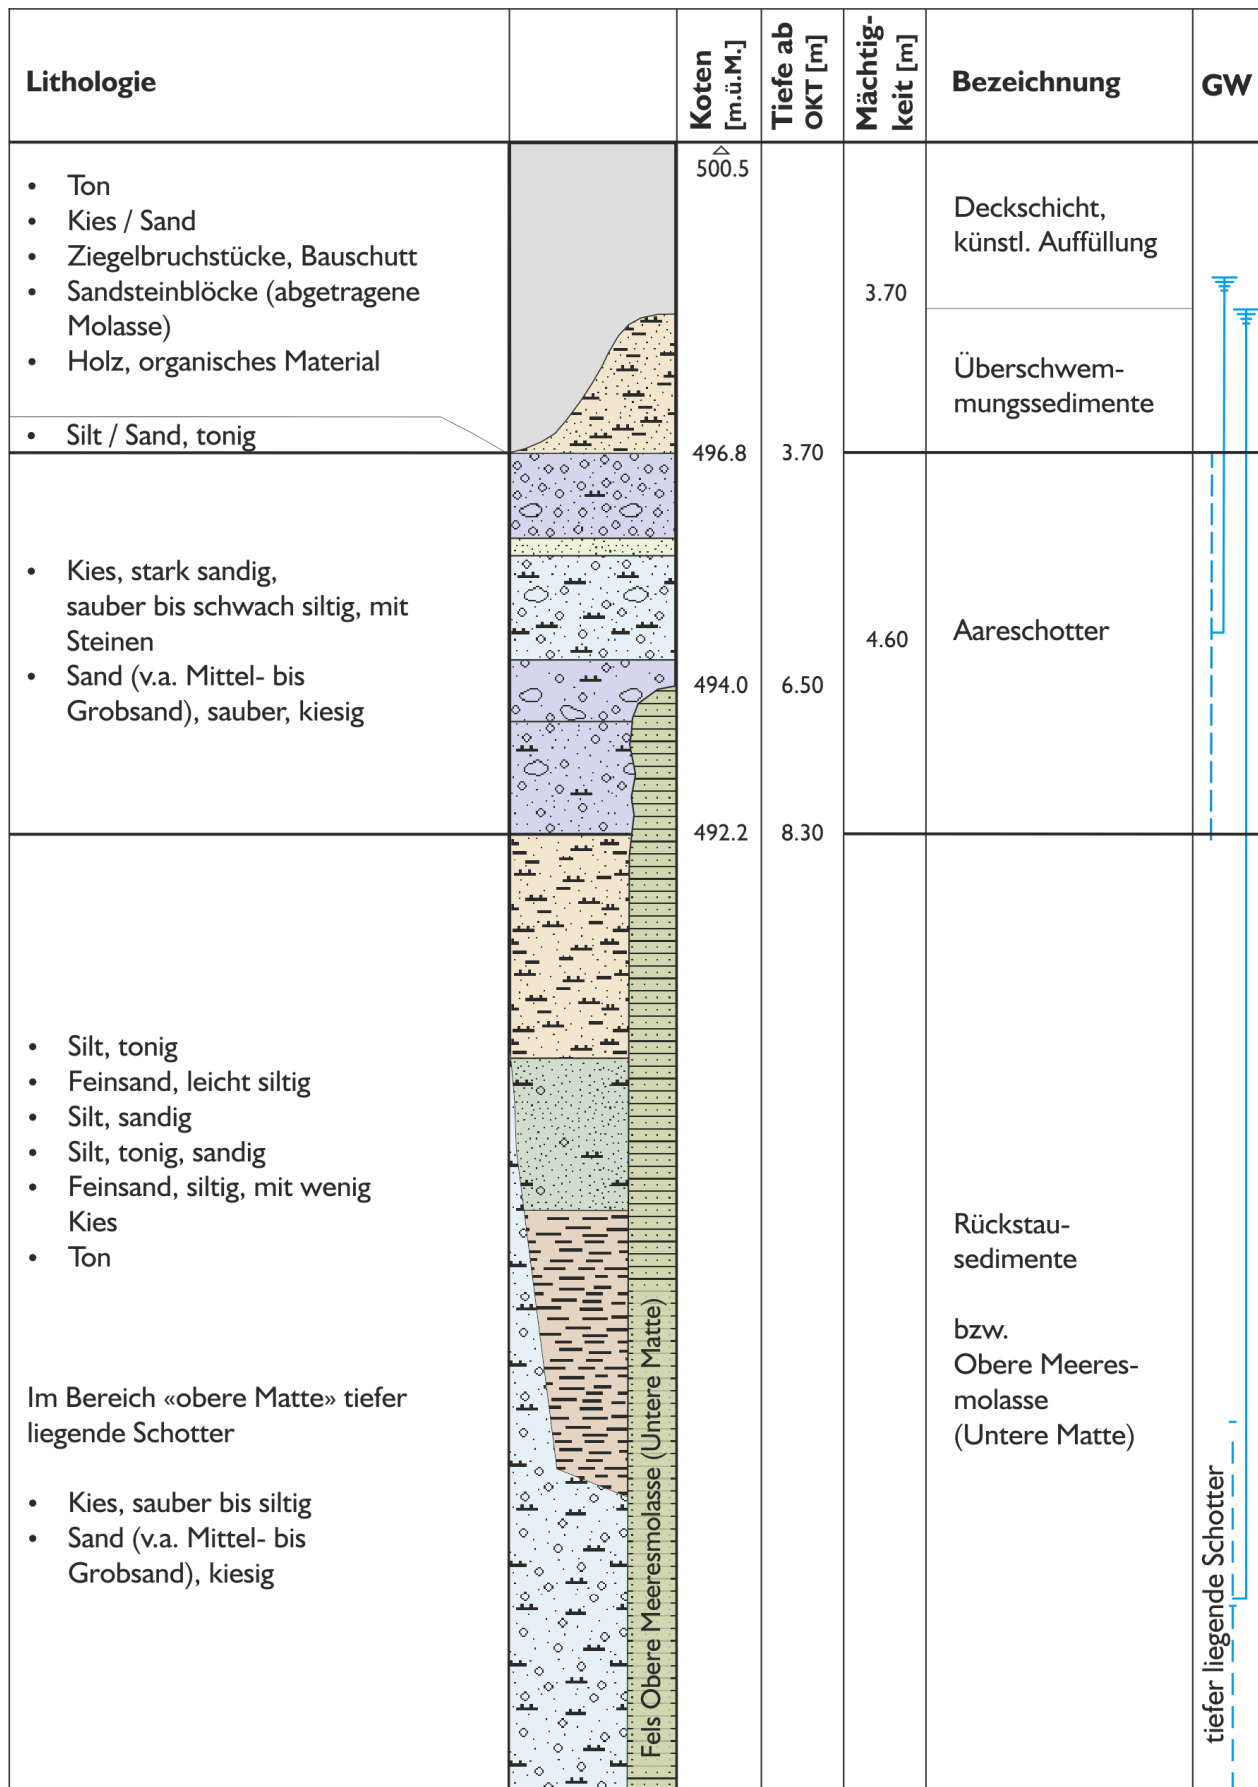 Lithologie
Koten
[m.ü.M.]
Tiefe ab
OKT [m]
Mächtig-
keit [m]
Bezeichnung
GW
500.5
• Ton
• Kies / Sand
• Ziegelbruchstücke, Bauschutt
• Sandsteinblöcke (abgetragene
Molasse)
• Holz, organisches Material
• Silt / Sand, tonig
3.70
Deckschicht,
künstl. Auffüllung
Überschwem-
mungssedimente
496.8
3.70
• Kies, stark sandig,
sauber bis schwach siltig, mit
Steinen
• Sand (v.a. Mittel- bis
Grobsand), sauber, kiesig
4.60
Aareschotter
494.0
6.50
492.2
8.30
• Silt, tonig
• Feinsand, leicht siltig
• Silt, sandig
• Silt, tonig, sandig
• Feinsand, siltig, mit wenig
Kies
• Ton
Im Bereich «obere Matte» tiefer
liegende Schotter
• Kies, sauber bis siltig
• Sand (v.a. Mittel- bis
Grobsand), kiesig
Fels Obere Meeresmolasse (Untere Matte)
Rückstau-
sedimente
bzw.
Obere Meeres-
molasse
(Untere Matte)
tiefer liegende Schotter